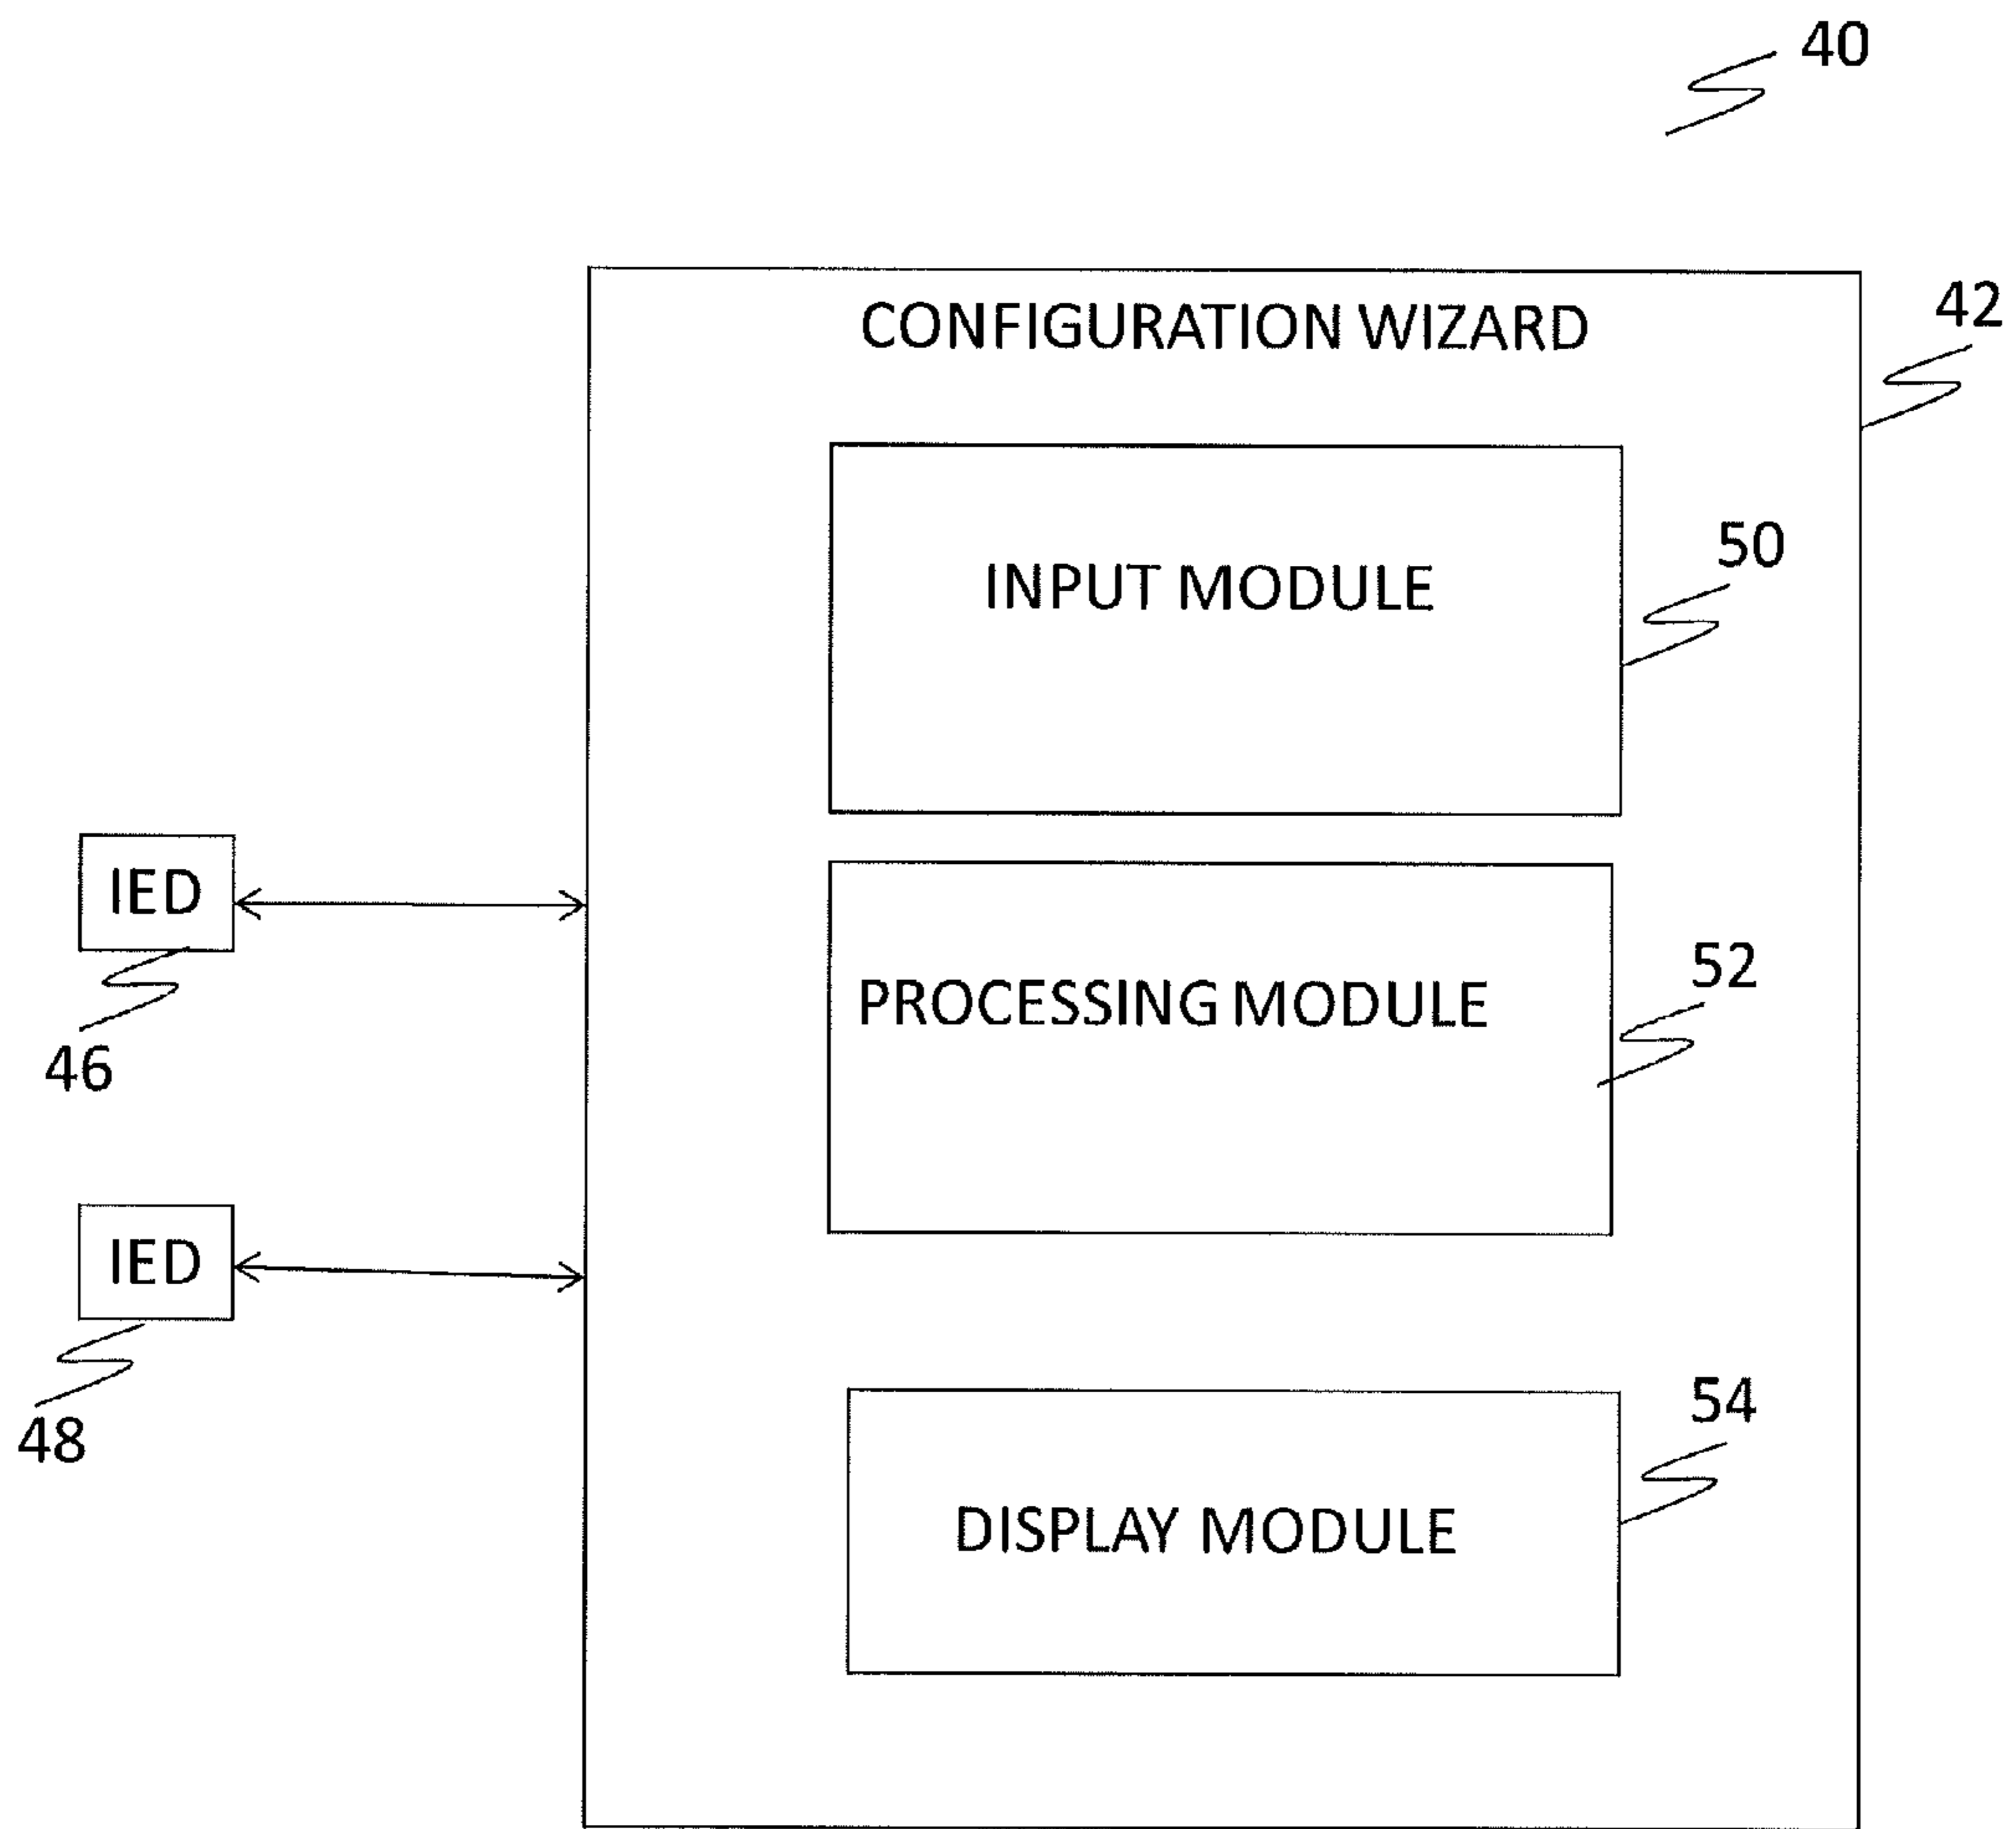 40
CONFIGURATION WIZARD
42
INPUT MODULE
50
IED
46
PROCESSING MODULE
52
IED
48
DISPLAY MODULE
54